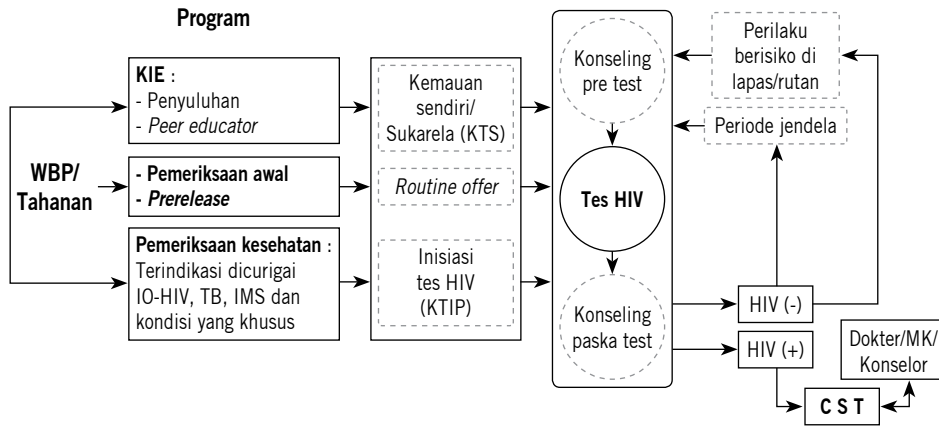 Program
WBP/
Tahanan
KIE :
- Penyuluhan
- Peer educator
- Pemeriksaan awal
- Prerelease
Pemeriksaan kesehatan :
Terindikasi dicurigai
IO-HIV, TB, IMS dan
kondisi yang khusus
Kemauan
sendiri/
Sukarela (KTS)
Routine offer
Inisiasi
tes HIV
(KTIP)
Konseling
pre test
Tes HIV
Konseling
paska test
Perilaku
berisiko di
lapas/rutan
Periode jendela
HIV (-)
HIV (+)
Dokter/MK/
Konselor
C S T